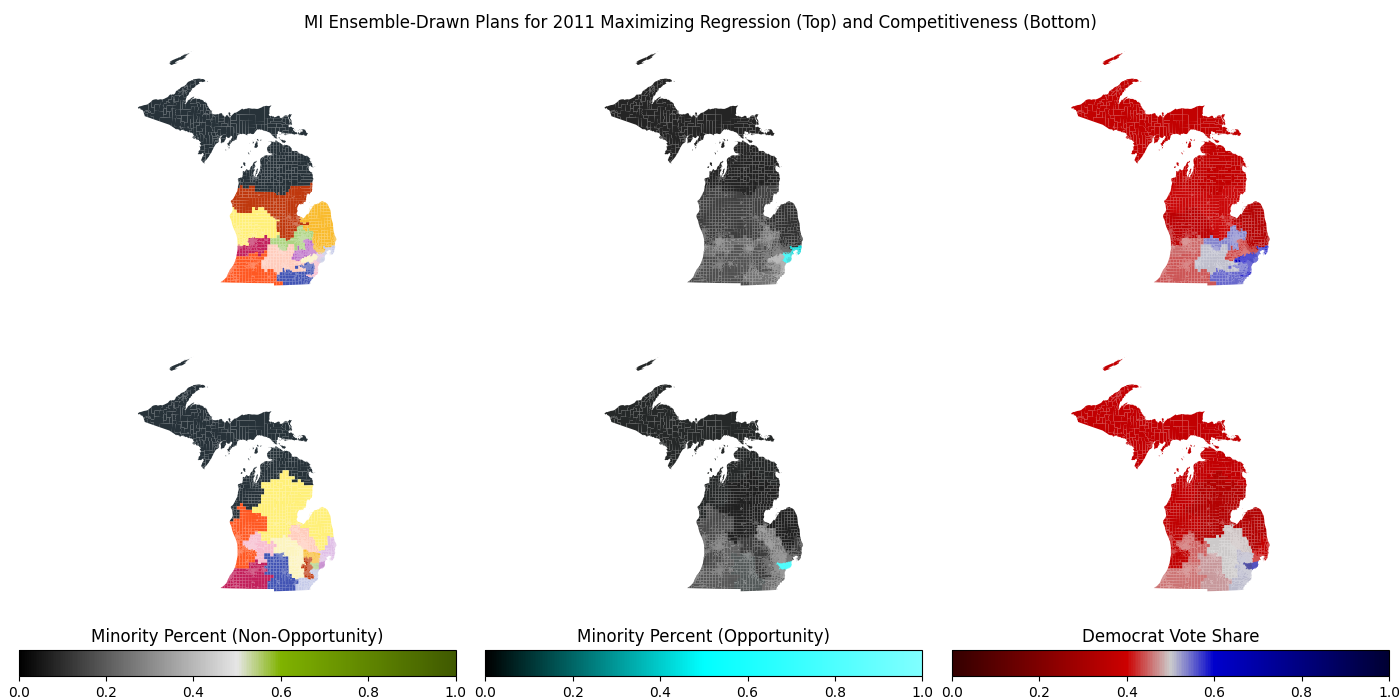 MI Ensemble-Drawn Plans for 2011 Maximizing Regression (Top) and Competitiveness (Bottom)
Minority Percent (Non-Opportunity)
0.0 0.2 0.4 0.6 0.8 1.0
Minority Percent (Opportunity)
0.0 0.2 0.4 0.6 0.8 1.0
Democrat Vote Share
0.0 0.2 0.4 0.6 0.8 1.0